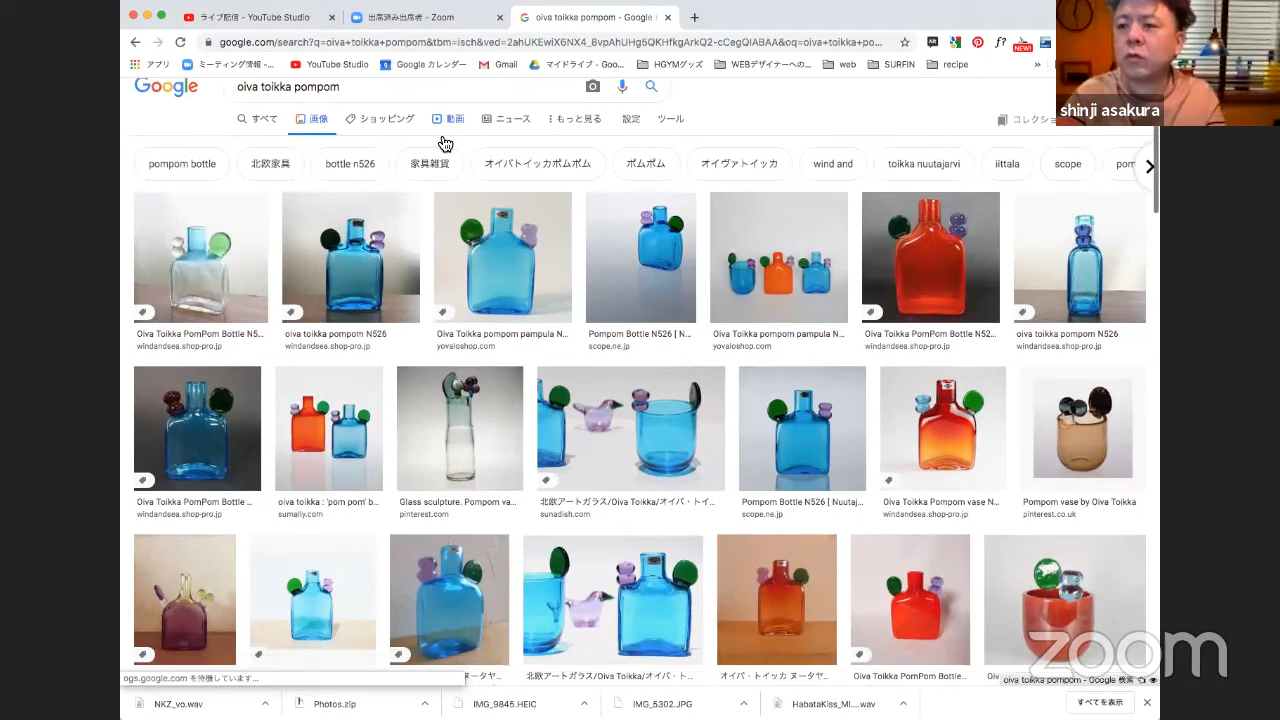 ライブ配信 - YouTube Studio
出席済み出席者 - Zoom
oiva toikka pompom - Google
google.com/search?q=oiva+toikka+pompom&tbm=isch&ved=
アプリ
ミーティング情報 -...
YouTube Studio
Google カレンダー
Gmail
マイドライブ - Goo...
HGYMグッズ
WEBデザイナーへの...
web
SURFIN
recipe
NEW!
shinji asakura
Google
oiva toikka pompom
すべて
画像
ショッピング
動画
ニュース
もっと見る
設定
ツール
コレクショ
pompom bottle
北欧家具
bottle n526
家具雑貨
オイバトイッカポムポム
ポムポム
オイヴァトイッカ
wind and
toikka nuutajarvi
iittala
scope
pom
Oiva Toikka PomPom Bottle N5...
windandsea.shop-pro.jp
oiva toikka pompom N526
windandsea.shop-pro.jp
Oiva Toikka pompom pampula N...
yovaloshop.com
Pompom Bottle N526 [ N...
scope.ne.jp
Oiva Toikka pompom pampula N...
yovaloshop.com
Oiva Toikka PomPom Bottle N52...
windandsea.shop-pro.jp
oiva toikka pompom N526
windandsea.shop-pro.jp
Oiva Toikka PomPom Bottle ...
windandsea.shop-pro.jp
oiva toikka : 'pom pom' b...
sumally.com
Glass sculpture. Pompom va...
pinterest.com
北欧アートガラス/Oiva Toikka/オイバ・トイ...
sunadish.com
Pompom Bottle N526 [ Nuutaj...
scope.ne.jp
Oiva Toikka Pompom vase N...
windandsea.shop-pro.jp
Pompom vase by Oiva Toikka
pinterest.co.uk
北欧アートガラス/Oiva Toikka/オイバ・ト...
オイバ・トイッカ ヌータヤ...
Oiva Toikka PomPom Bottle...
ogs.google.com を待機しています...
oiva toikka pompom - Google 検索
zoom
NKZ_vo.wav
Photos.zip
IMG_9845.HEIC
IMG_5302.JPG
HabataKiss_MI....wav
すべてを表示